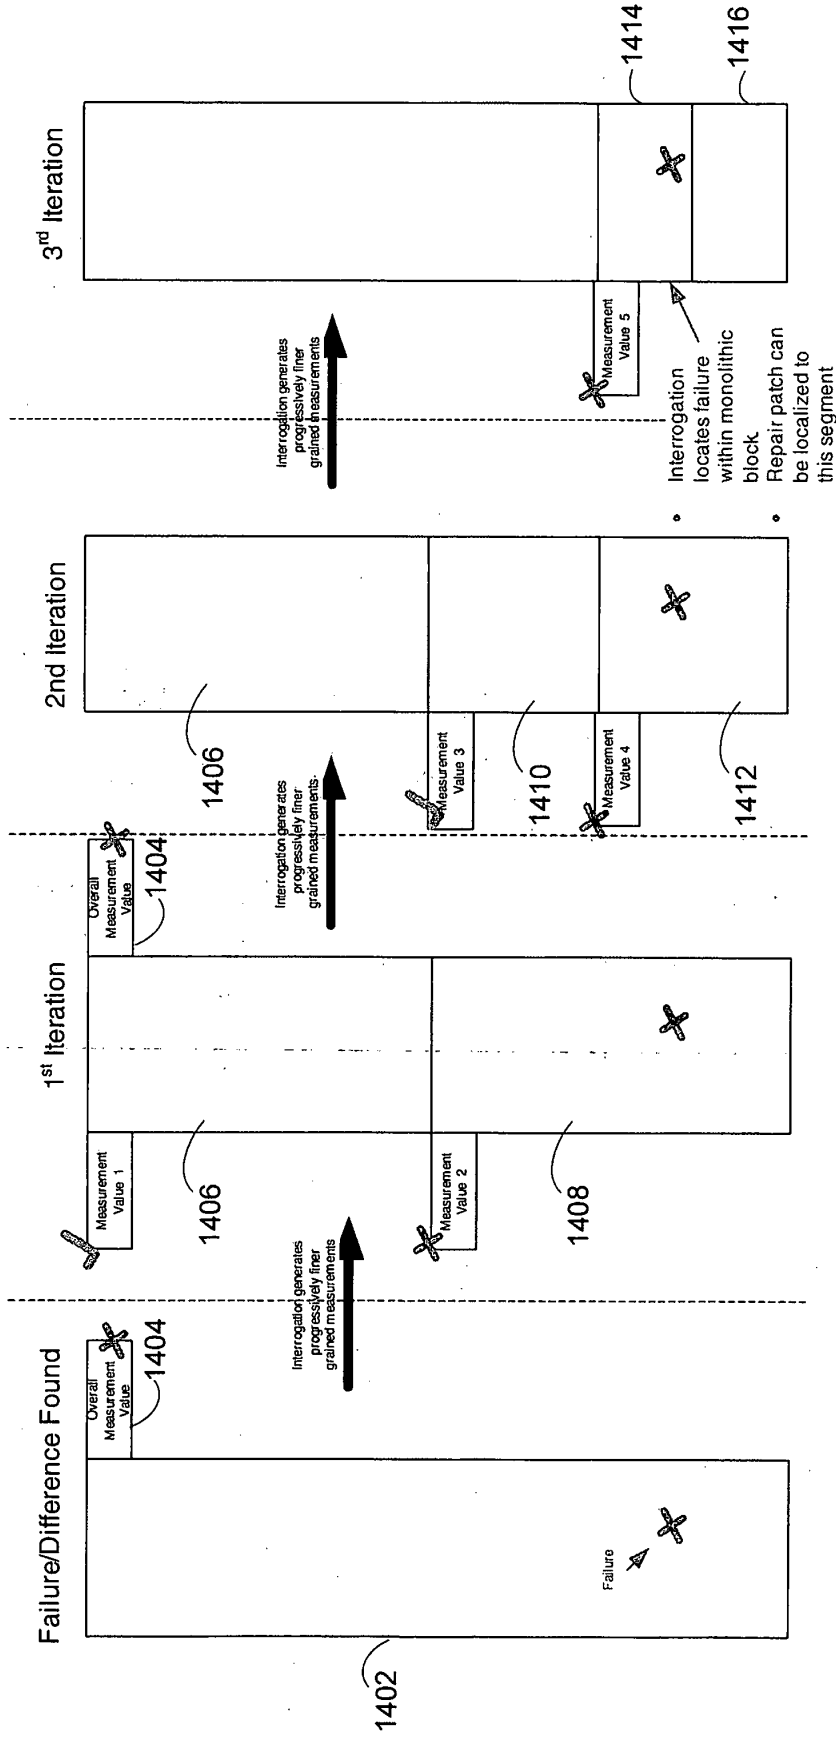 Failure/Difference Found
Overall
Measurement
Value
1404
Failure
1402
Interrogation generates
progressively finer
grained measurements
1st Iteration
Measurement
Value 1
Overall
Measurement
Value
1404
1406
Measurement
Value 2
1408
Interrogation generates
progressively finer
grained measurements
2nd Iteration
1406
Measurement
Value 3
1410
Measurement
Value 4
1412
Interrogation generates
progressively finer
grained measurements
3rd Iteration
Measurement
Value 5
1414
1416
• Interrogation
locates failure
within monolithic
block.
• Repair patch can
be localized to
this segment